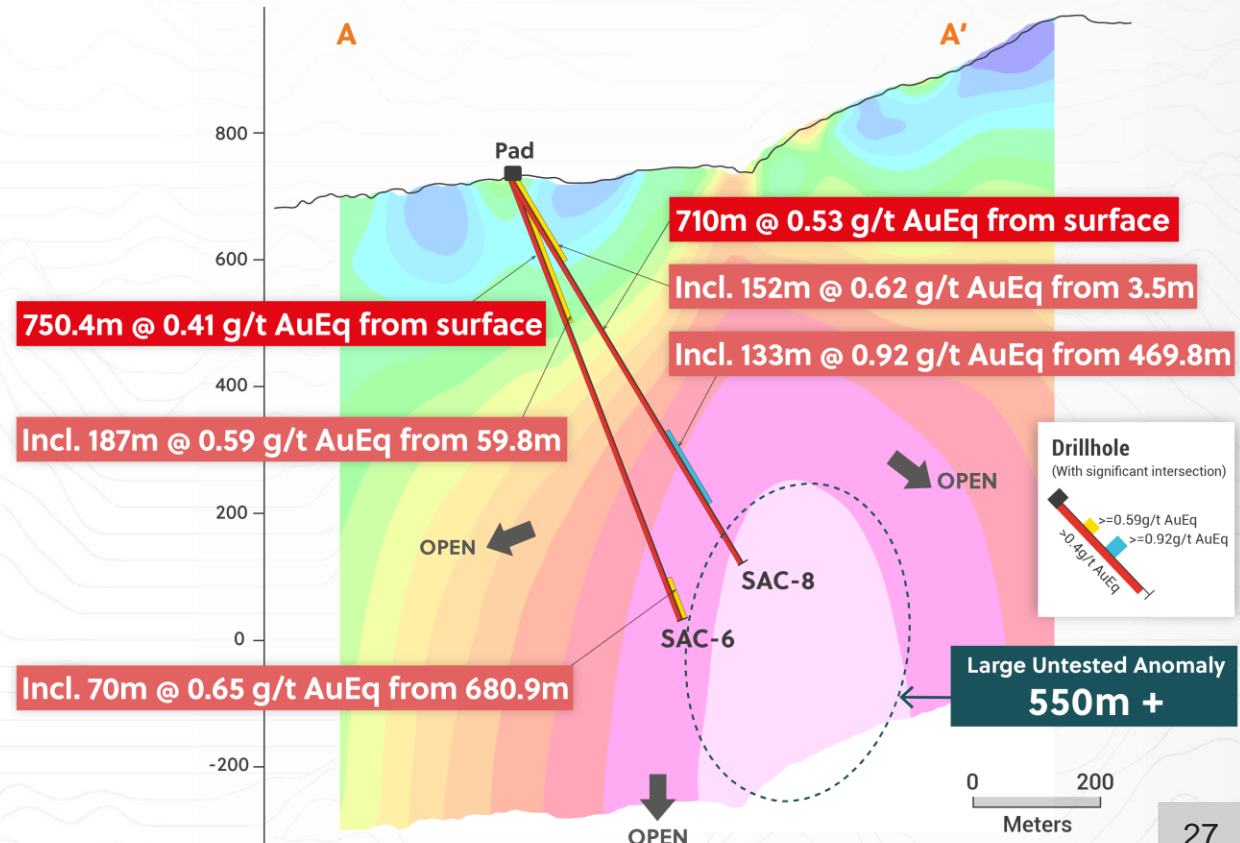 A
A'
800
Pad
710m @ 0.53 g/t AuEq from surface
600
Incl. 152m @ 0.62 g/t AuEq from 3.5m
750.4m @ 0.41 g/t AuEq from surface
Incl. 133m @ 0.92 g/t AuEq from 469.8m
400
Incl. 187m @ 0.59 g/t AuEq from 59.8m
Drillhole
(With significant intersection)
>=0.59g/t AuEq
>=0.92g/t AuEq
>0.4g/t AuEq
OPEN
200
OPEN
SAC-8
0
SAC-6
Incl. 70m @ 0.65 g/t AuEq from 680.9m
Large Untested Anomaly
550m +
-200
0 200
Meters
OPEN
27